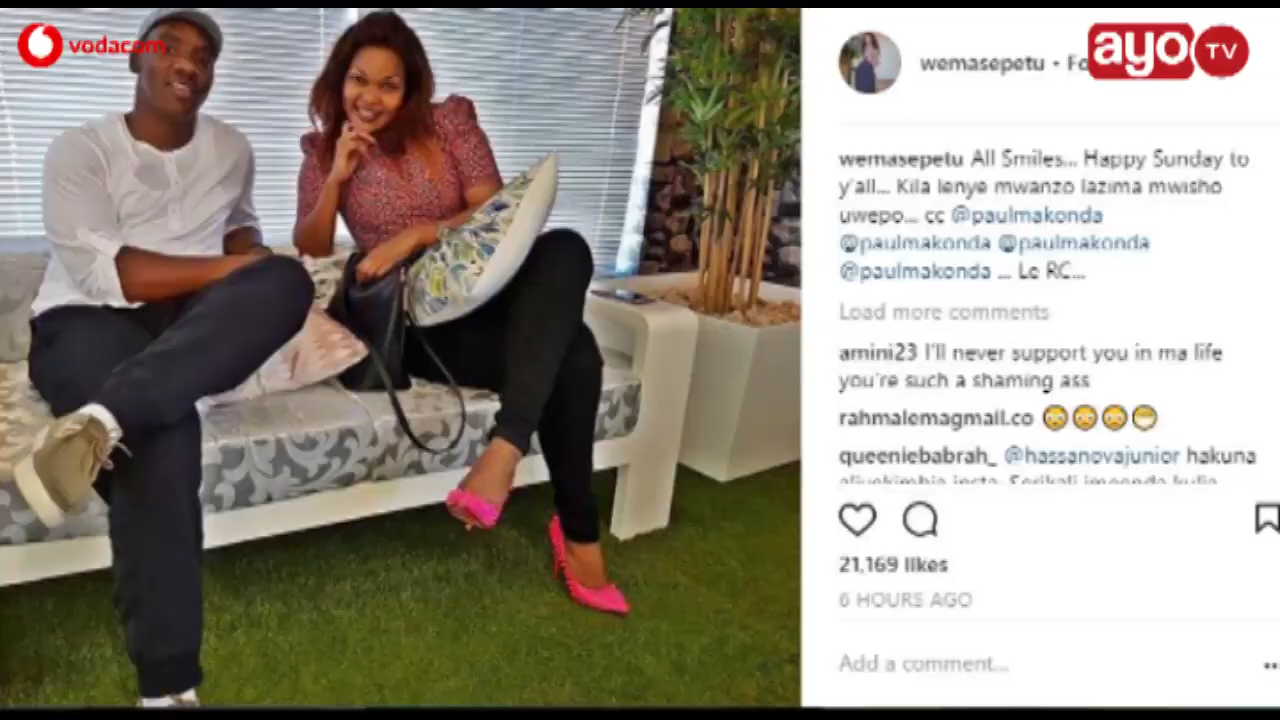 vodacom
ayo TV
wemasepetu • Fo
wemasepetu All Smiles... Happy Sunday to
y'all... Kila lenye mwanzo lazima mwisho
uwepo... cc @paulmakonda
@paulmakonda @paulmakonda
@paulmakonda ... Le RC...
Load more comments
amini23 I'll never support you in ma life
you're such a shaming ass
rahmalemagmail.co 😳😳😳😁
queeniebabrah_ @hassanovajunior hakuna
21,169 likes
6 HOURS AGO
Add a comment...